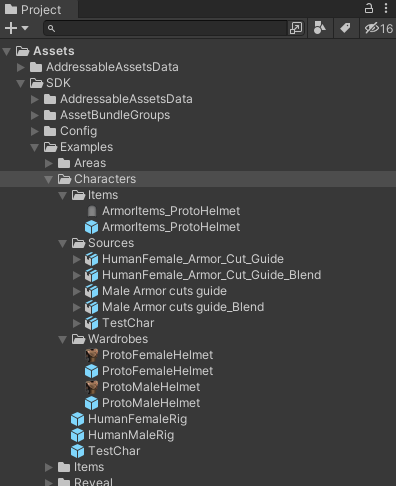 Project
16
Assets
AddressableAssetsData
SDK
AddressableAssetsData
AssetBundleGroups
Config
Examples
Areas
Characters
Items
ArmorItems_ProtoHelmet
ArmorItems_ProtoHelmet
Sources
HumanFemale_Armor_Cut_Guide
HumanFemale_Armor_Cut_Guide_Blend
Male Armor cuts guide
Male Armor cuts guide_Blend
TestChar
Wardrobes
ProtoFemaleHelmet
ProtoFemaleHelmet
ProtoMaleHelmet
ProtoMaleHelmet
HumanFemaleRig
HumanMaleRig
TestChar
Items
Reveal